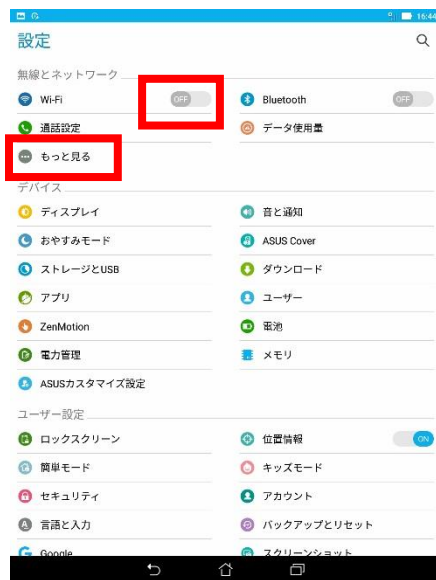 16:44
設定
無線とネットワーク
Wi-Fi OFF Bluetooth OFF
通話設定 データ使用量
もっと見る
デバイス
ディスプレイ 音と通知
おやすみモード ASUS Cover
ストレージとUSB ダウンロード
アプリ ユーザー
ZenMotion 電池
電力管理 メモリ
ASUSカスタマイズ設定
ユーザー設定
ロックスクリーン 位置情報 ON
簡単モード キッズモード
セキュリティ アカウント
言語と入力 バックアップとリセット
Google スクリーンショット